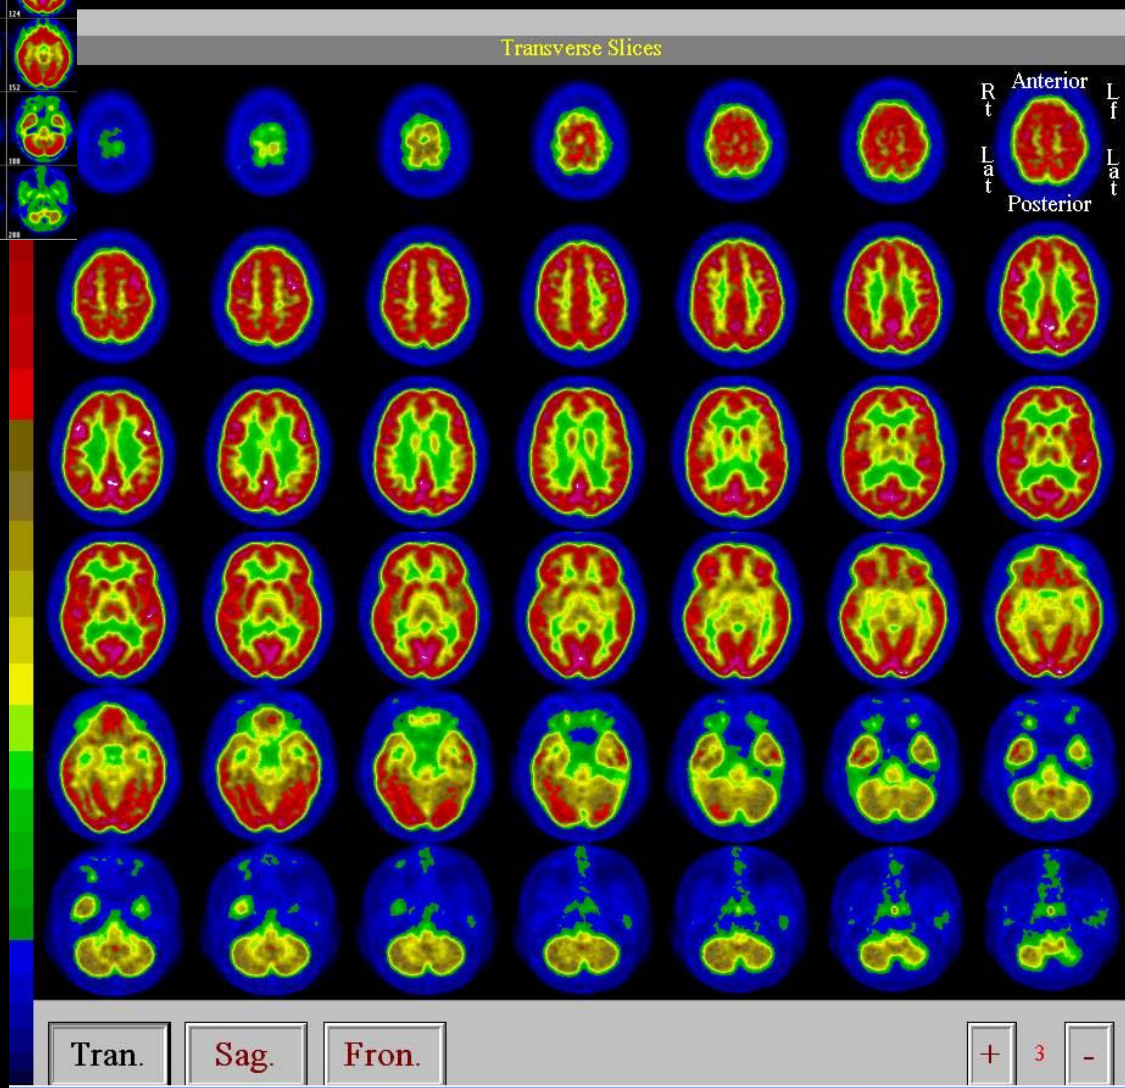 124
152
180
208
Transverse Slices
Anterior
Rt Lat
Lf Lat
Posterior
Tran.
Sag.
Fron.
+ 3 -